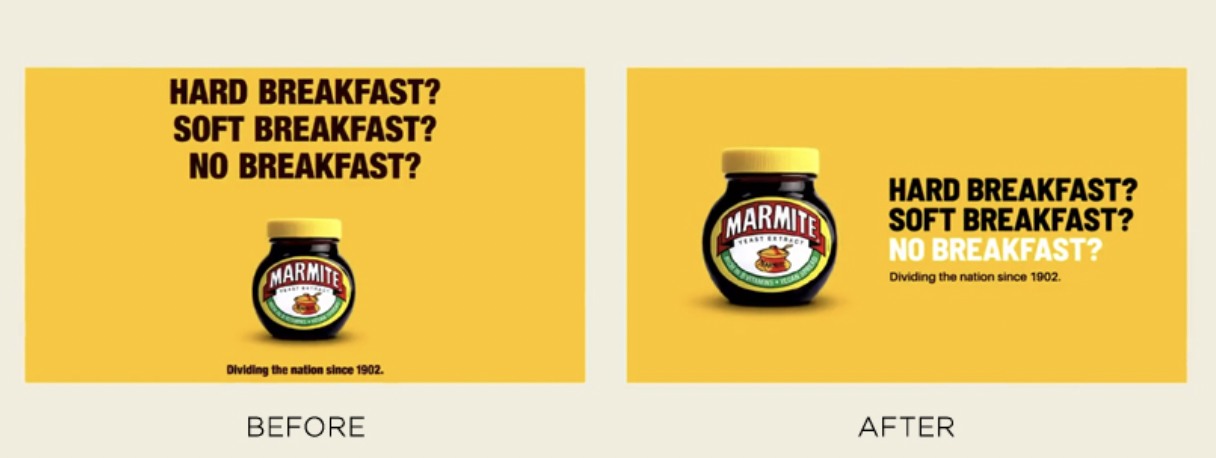 HARD BREAKFAST?
SOFT BREAKFAST?
NO BREAKFAST?
MARMITE
YEAST EXTRACT
Dividing the nation since 1902.
BEFORE
MARMITE
YEAST EXTRACT
HARD BREAKFAST?
SOFT BREAKFAST?
NO BREAKFAST?
Dividing the nation since 1902.
AFTER